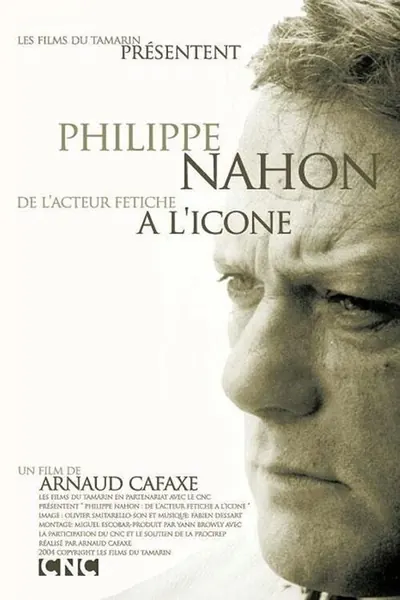 LES FILMS DU TAMARIN
PRÉSENTENT
PHILIPPE
NAHON
DE L'ACTEUR FETICHE
A L'ICONE
UN FILM DE
ARNAUD CAFAXE
LES FILMS DU TAMARIN EN PARTENARIAT AVEC LE CNC
PRÉSENTENT " PHILIPPE NAHON : DE L'ACTEUR FETICHE A L'ICONE "
IMAGE : OLIVIER SMITARELLO-SON ET MUSIQUE: FABIEN DESSART
MONTAGE: MIGUEL ESCOBAR-PRODUIT PAR YANN BROWLY AVEC
LA PARTICIPATION DU CNC ET LE SOUTIEN DE LA PROCIREP
RÉALISÉ PAR ARNAUD CAFAXE
2004 COPYRIGHT LES FILMS DU TAMARIN
CNC